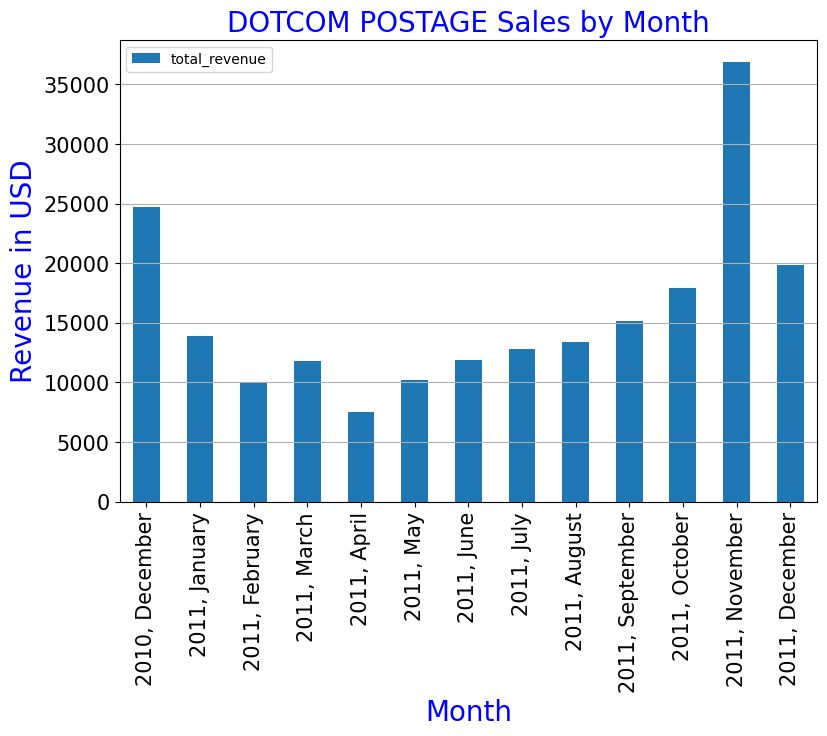 DOTCOM POSTAGE Sales by Month
total_revenue
Revenue in USD
35000
30000
25000
20000
15000
10000
5000
0
2010, December
2011, January
2011, February
2011, March
2011, April
2011, May
2011, June
2011, July
2011, August
2011, September
2011, October
2011, November
2011, December
Month